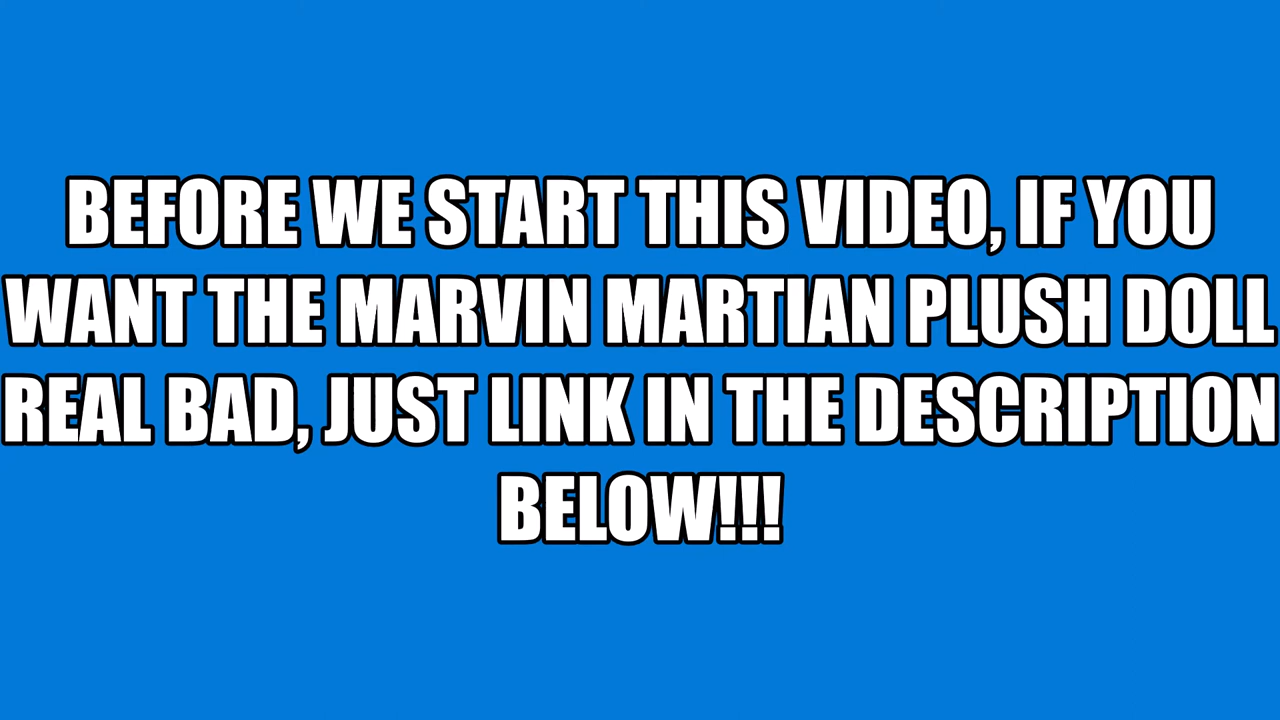 BEFORE WE START THIS VIDEO, IF YOU
WANT THE MARVIN MARTIAN PLUSH DOLL
REAL BAD, JUST LINK IN THE DESCRIPTION
BELOW!!!